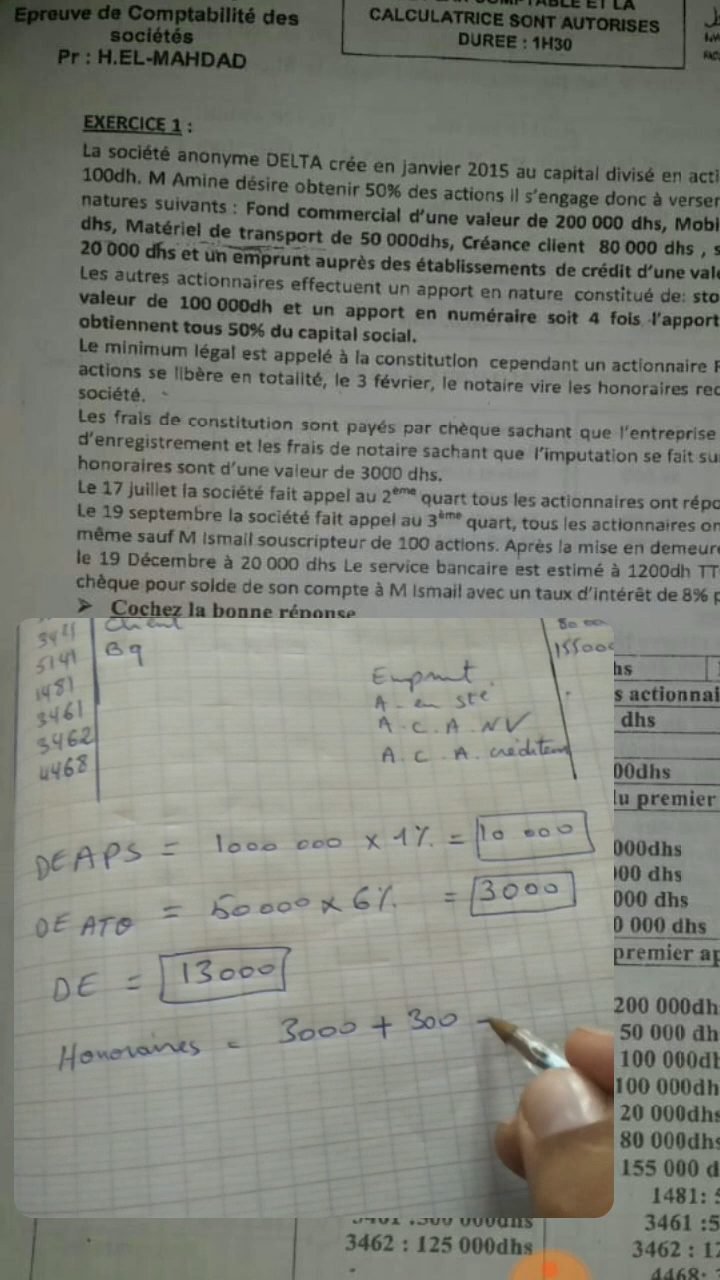 Epreuve de Comptabilité des
sociétés
Pr : H.EL-MAHDAD
CALCULATRICE SONT AUTORISES
DUREE : 1H30
EXERCICE 1 :
La société anonyme DELTA crée en janvier 2015 au capital divisé en acti
100dh. M Amine désire obtenir 50% des actions il s'engage donc à verser
natures suivants : Fond commercial d'une valeur de 200 000 dhs, Mobi
dhs, Matériel de transport de 50 000dhs, Créance client 80 000 dhs , s
20 000 dhs et un emprunt auprès des établissements de crédit d'une vale
Les autres actionnaires effectuent un apport en nature constitué de: sto
valeur de 100 000dh et un apport en numéraire soit 4 fois l'apport
obtiennent tous 50% du capital social.
Le minimum légal est appelé à la constitution cependant un actionnaire
actions se libère en totalité, le 3 février, le notaire vire les honoraires
société.
Les frais de constitution sont payés par chèque sachant que l'entreprise
d'enregistrement et les frais de notaire sachant que l'imputation se fait su
honoraires sont d'une valeur de 3000 dhs.
Le 17 juillet la société fait appel au 2ème quart tous les actionnaires ont répo
Le 19 septembre la société fait appel au 3ème quart, tous les actionnaires on
même sauf M Ismail souscripteur de 100 actions. Après la mise en demeure
le 19 Décembre à 20 000 dhs Le service bancaire est estimé à 1200dh TT
chèque pour solde de son compte à M Ismail avec un taux d'intérêt de 8% p
➤ Cochez la bonne réponse
3421 Client 80 000
5141 Bq 155000
1481 Emprunt
3461 A. en sté
3462 A.C.A.NV
4468 A.C.A. créditeur
DEAPS = 1000 000 x 1% = 10 000
DE ATO = 50000 x 6% = 3000
DE = 13000
Honoraires = 3000 + 300
hs
s actionnai
dhs
00dhs
lu premier
000dhs
000 dhs
0 000 dhs
premier ap
200 000dh
50 000 dh
100 000dh
100 000dh
20 000dhs
80 000dhs
155 000 d
1481: 5
3461 :5
3462 : 12
4468:
3462 : 125 000dhs